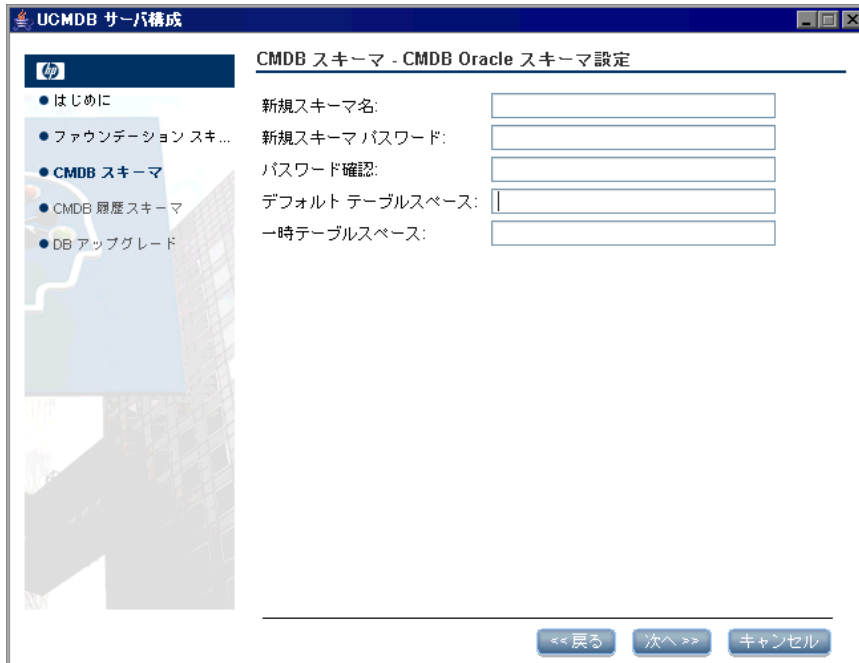 UCMDB サーバ構成
hp
はじめに
ファウンデーション スキ...
CMDB スキーマ
CMDB 履歴スキーマ
DB アップグレード
CMDB スキーマ - CMDB Oracle スキーマ設定
新規スキーマ名:
新規スキーマ パスワード:
パスワード確認:
デフォルト テーブルスペース:
一時テーブルスペース:
<< 戻る
次へ >>
キャンセル